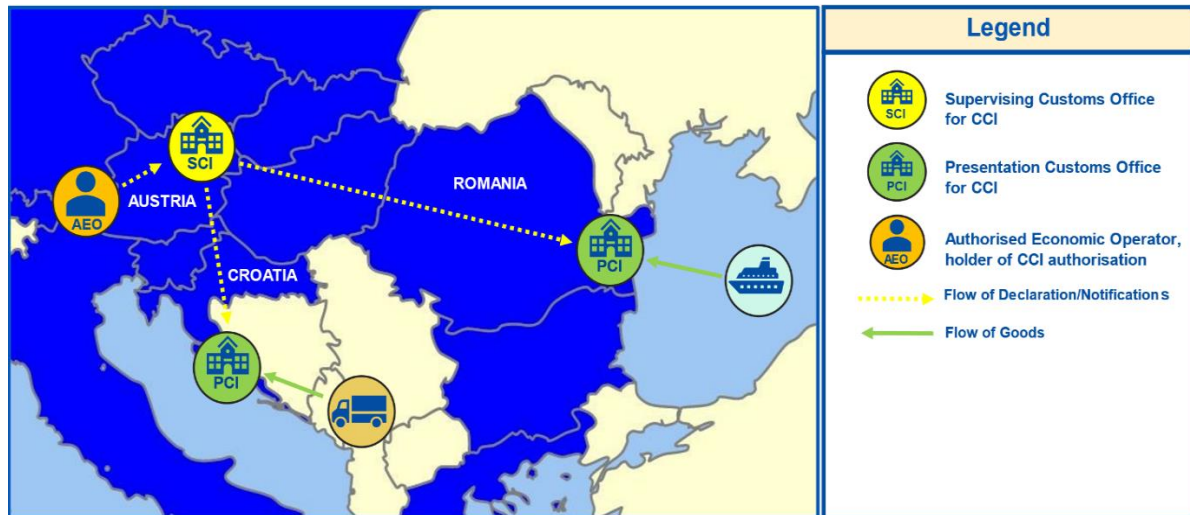 SCI
AEO
AUSTRIA
ROMANIA
CROATIA
PCI
PCI
Legend
SCI
Supervising Customs Office
for CCI
PCI
Presentation Customs Office
for CCI
AEO
Authorised Economic Operator,
holder of CCI authorisation
Flow of Declaration/Notifications
Flow of Goods